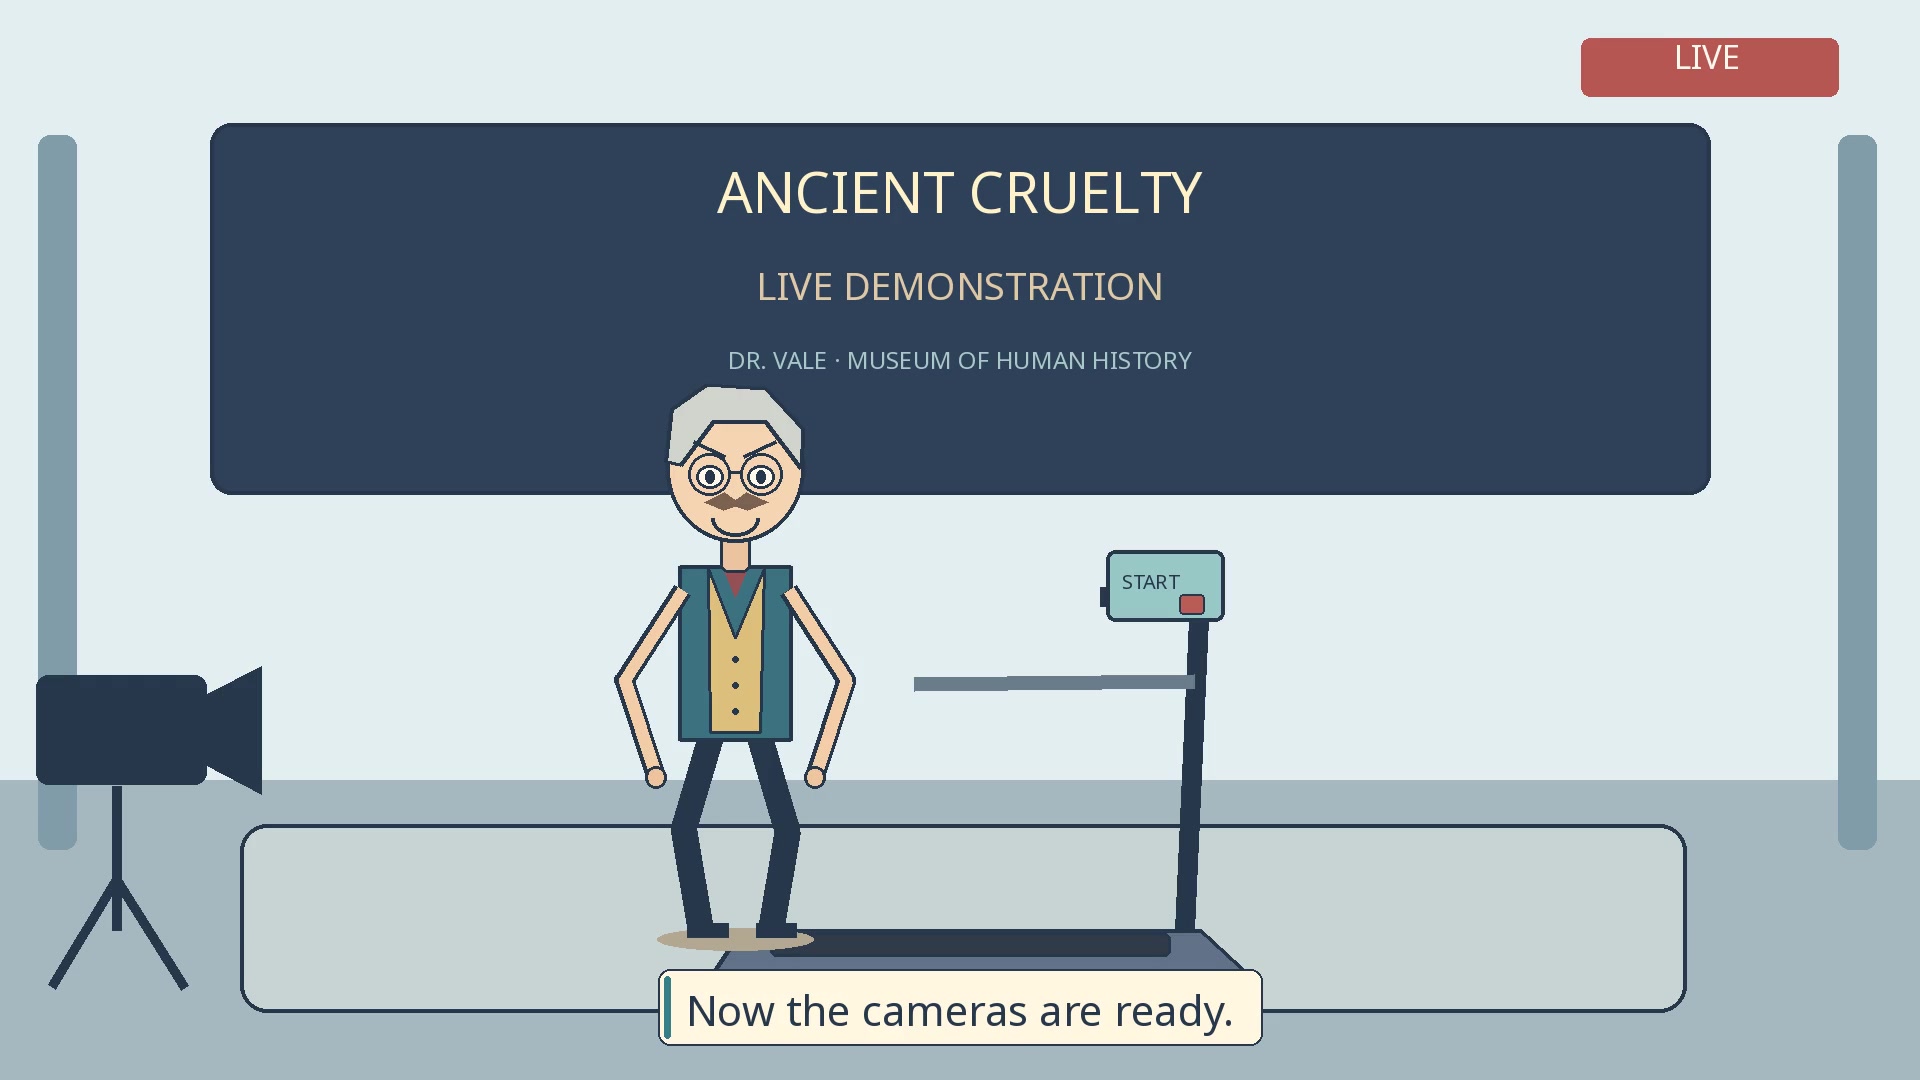 LIVE
ANCIENT CRUELTY
LIVE DEMONSTRATION
DR. VALE · MUSEUM OF HUMAN HISTORY
START
Now the cameras are ready.